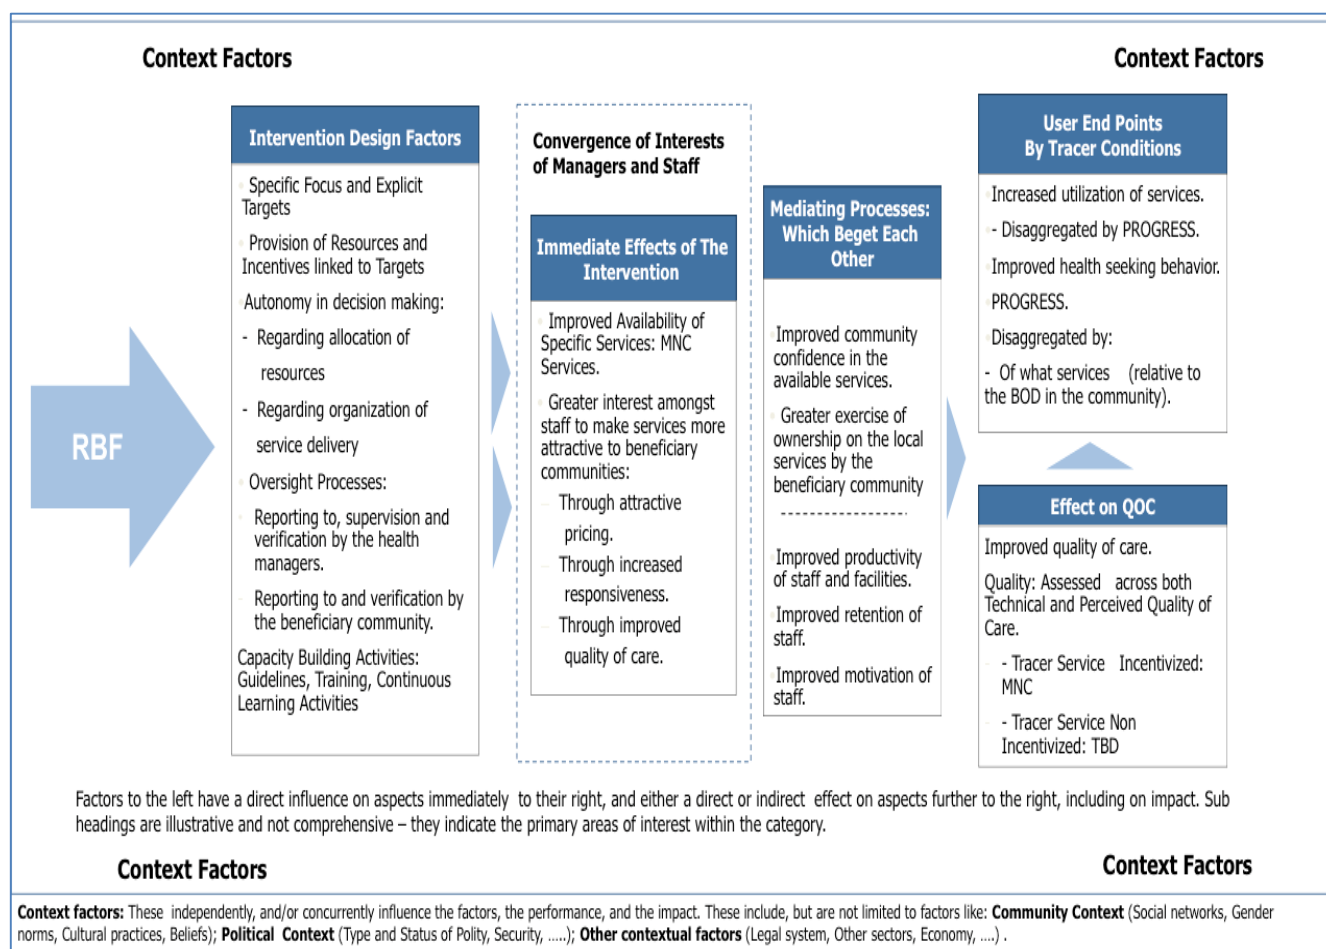 Context Factors
Context Factors
RBF
Intervention Design Factors
Specific Focus and Explicit
Targets
Provision of Resources and
Incentives linked to Targets
Autonomy in decision making:
- Regarding allocation of
resources
- Regarding organization of
service delivery
Oversight Processes:
Reporting to, supervision and
verification by the health
managers.
Reporting to and verification by
the beneficiary community.
Capacity Building Activities:
Guidelines, Training, Continuous
Learning Activities
Convergence of Interests
of Managers and Staff
Immediate Effects of The
Intervention
Improved Availability of
Specific Services: MNC
Services.
Greater interest amongst
staff to make services more
attractive to beneficiary
communities:
– Through attractive
pricing.
– Through increased
responsiveness.
– Through improved
quality of care.
Mediating Processes:
Which Beget Each
Other
Improved community
confidence in the
available services.
Greater exercise of
ownership on the local
services by the
beneficiary community
Improved productivity
of staff and facilities.
Improved retention of
staff.
Improved motivation of
staff.
User End Points
By Tracer Conditions
Increased utilization of services.
- Disaggregated by PROGRESS.
Improved health seeking behavior.
PROGRESS.
Disaggregated by:
- Of what services (relative to
the BOD in the community).
Effect on QOC
Improved quality of care.
Quality: Assessed across both
Technical and Perceived Quality of
Care.
- Tracer Service Incentivized:
MNC
- Tracer Service Non
Incentivized: TBD
Factors to the left have a direct influence on aspects immediately to their right, and either a direct or indirect effect on aspects further to the right, including on impact. Sub
headings are illustrative and not comprehensive – they indicate the primary areas of interest within the category.
Context Factors
Context Factors
Context factors: These independently, and/or concurrently influence the factors, the performance, and the impact. These include, but are not limited to factors like: Community Context (Social networks, Gender
norms, Cultural practices, Beliefs); Political Context (Type and Status of Polity, Security, .....); Other contextual factors (Legal system, Other sectors, Economy, ....) .